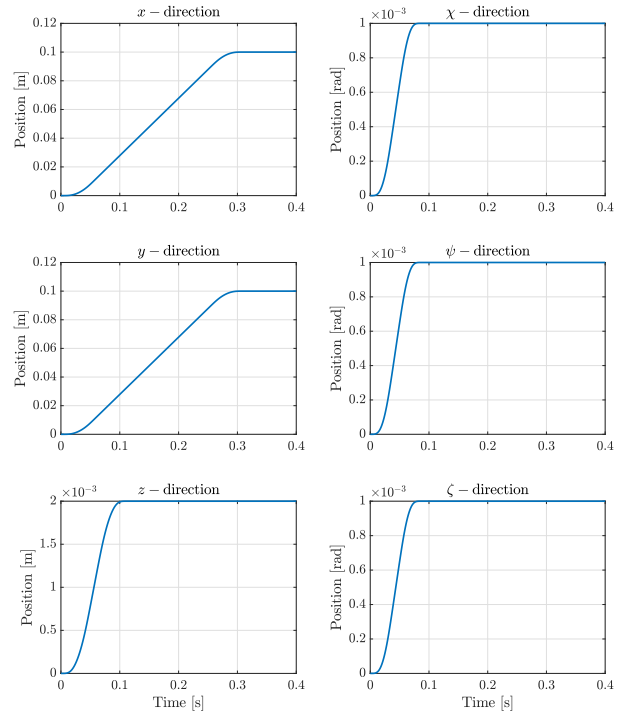 x − direction
Position [m]
0.12
0.1
0.08
0.06
0.04
0.02
0
0 0.1 0.2 0.3 0.4
χ − direction
×10−3
Position [rad]
1
0.8
0.6
0.4
0.2
0
0 0.1 0.2 0.3 0.4
y − direction
Position [m]
0.12
0.1
0.08
0.06
0.04
0.02
0
0 0.1 0.2 0.3 0.4
ψ − direction
×10−3
Position [rad]
1
0.8
0.6
0.4
0.2
0
0 0.1 0.2 0.3 0.4
z − direction
×10−3
Position [m]
2
1.5
1
0.5
0
0 0.1 0.2 0.3 0.4
Time [s]
ζ − direction
×10−3
Position [rad]
1
0.8
0.6
0.4
0.2
0
0 0.1 0.2 0.3 0.4
Time [s]